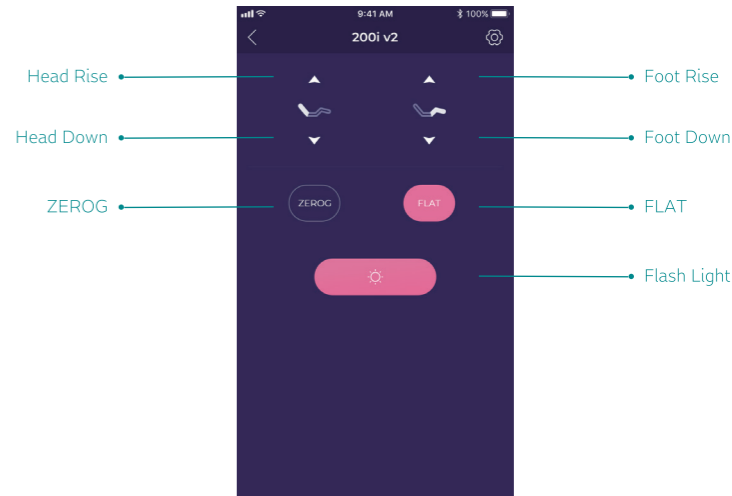 9:41 AM
100%
200i v2
Head Rise
Foot Rise
Head Down
Foot Down
ZEROG
ZEROG
FLAT
FLAT
Flash Light